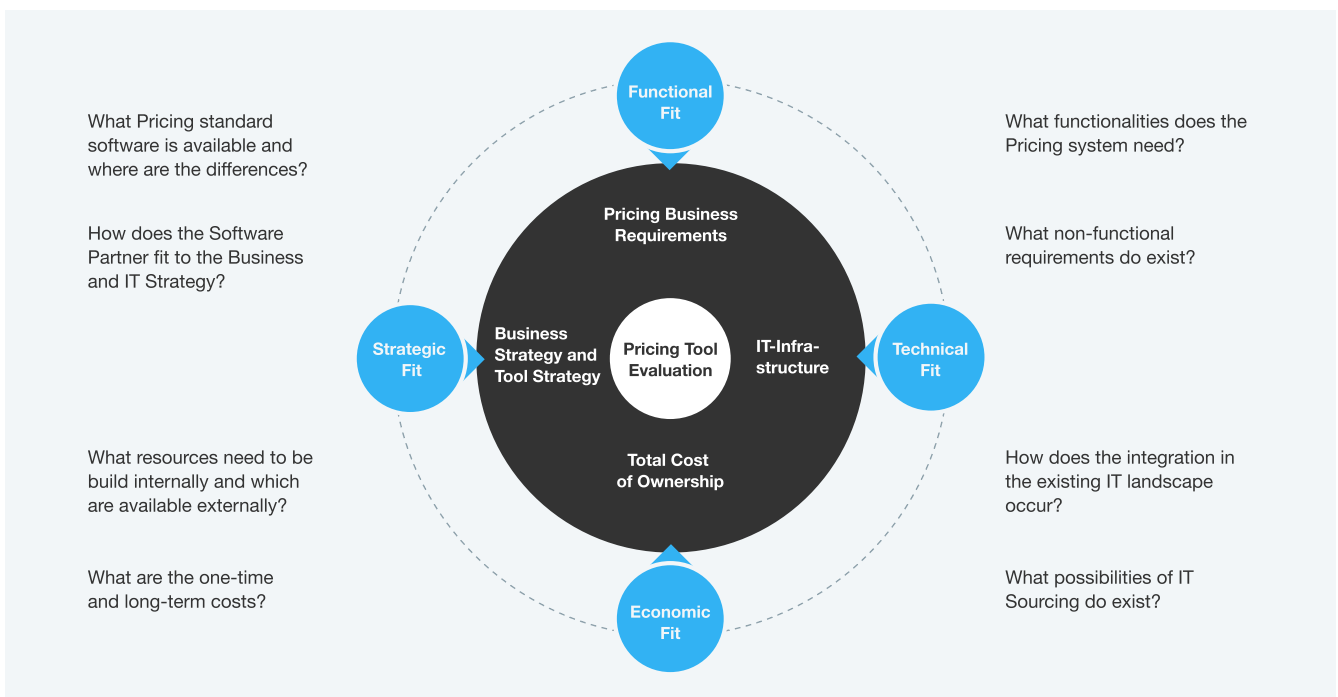 Functional
Fit
What Pricing standard
software is available and
where are the differences?
What functionalities does the
Pricing system need?
Pricing Business
Requirements
How does the Software
Partner fit to the Business
and IT Strategy?
What non-functional
requirements do exist?
Strategic
Fit
Business
Strategy and
Tool Strategy
Pricing Tool
Evaluation
IT-Infra-
structure
Technical
Fit
What resources need to be
build internally and which
are available externally?
Total Cost
of Ownership
How does the integration in
the existing IT landscape
occur?
What are the one-time
and long-term costs?
Economic
Fit
What possibilities of IT
Sourcing do exist?